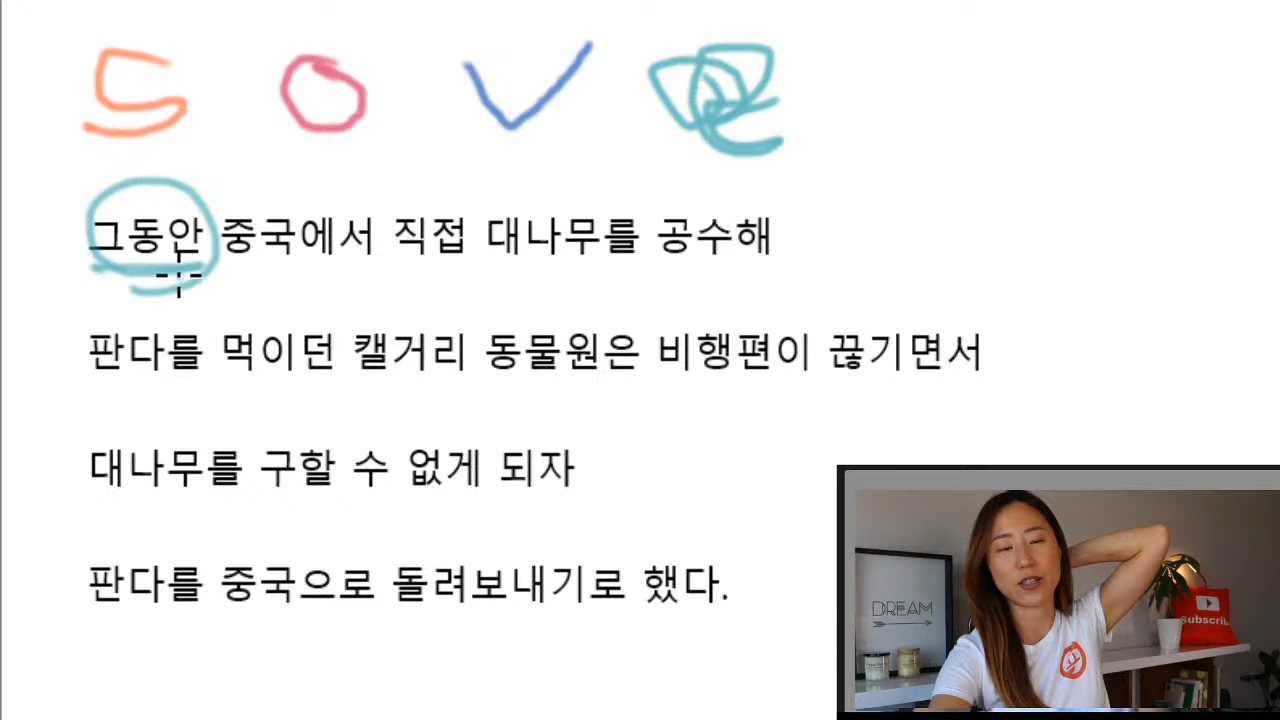 S O V
그동안 중국에서 직접 대나무를 공수해
판다를 먹이던 캘거리 동물원은 비행편이 끊기면서
대나무를 구할 수 없게 되자
판다를 중국으로 돌려보내기로 했다.
DREAM
Subscrib